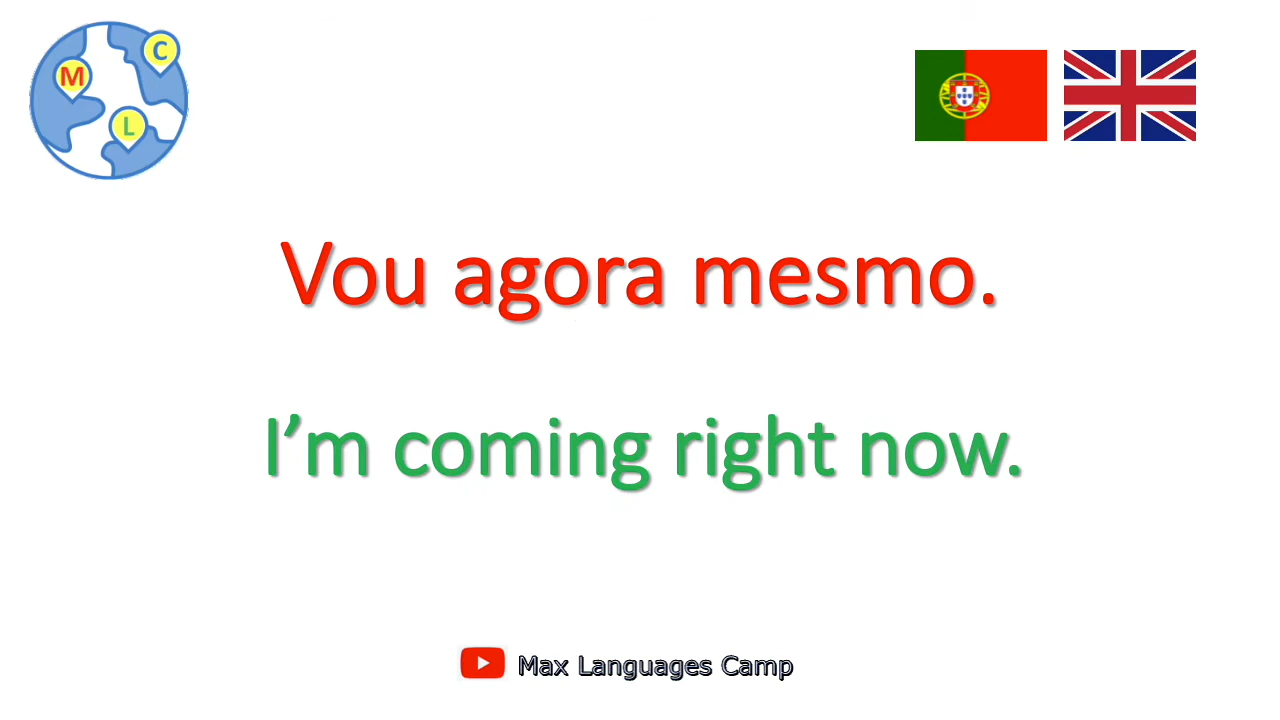 M
C
L
Vou agora mesmo.
I'm coming right now.
Max Languages Camp